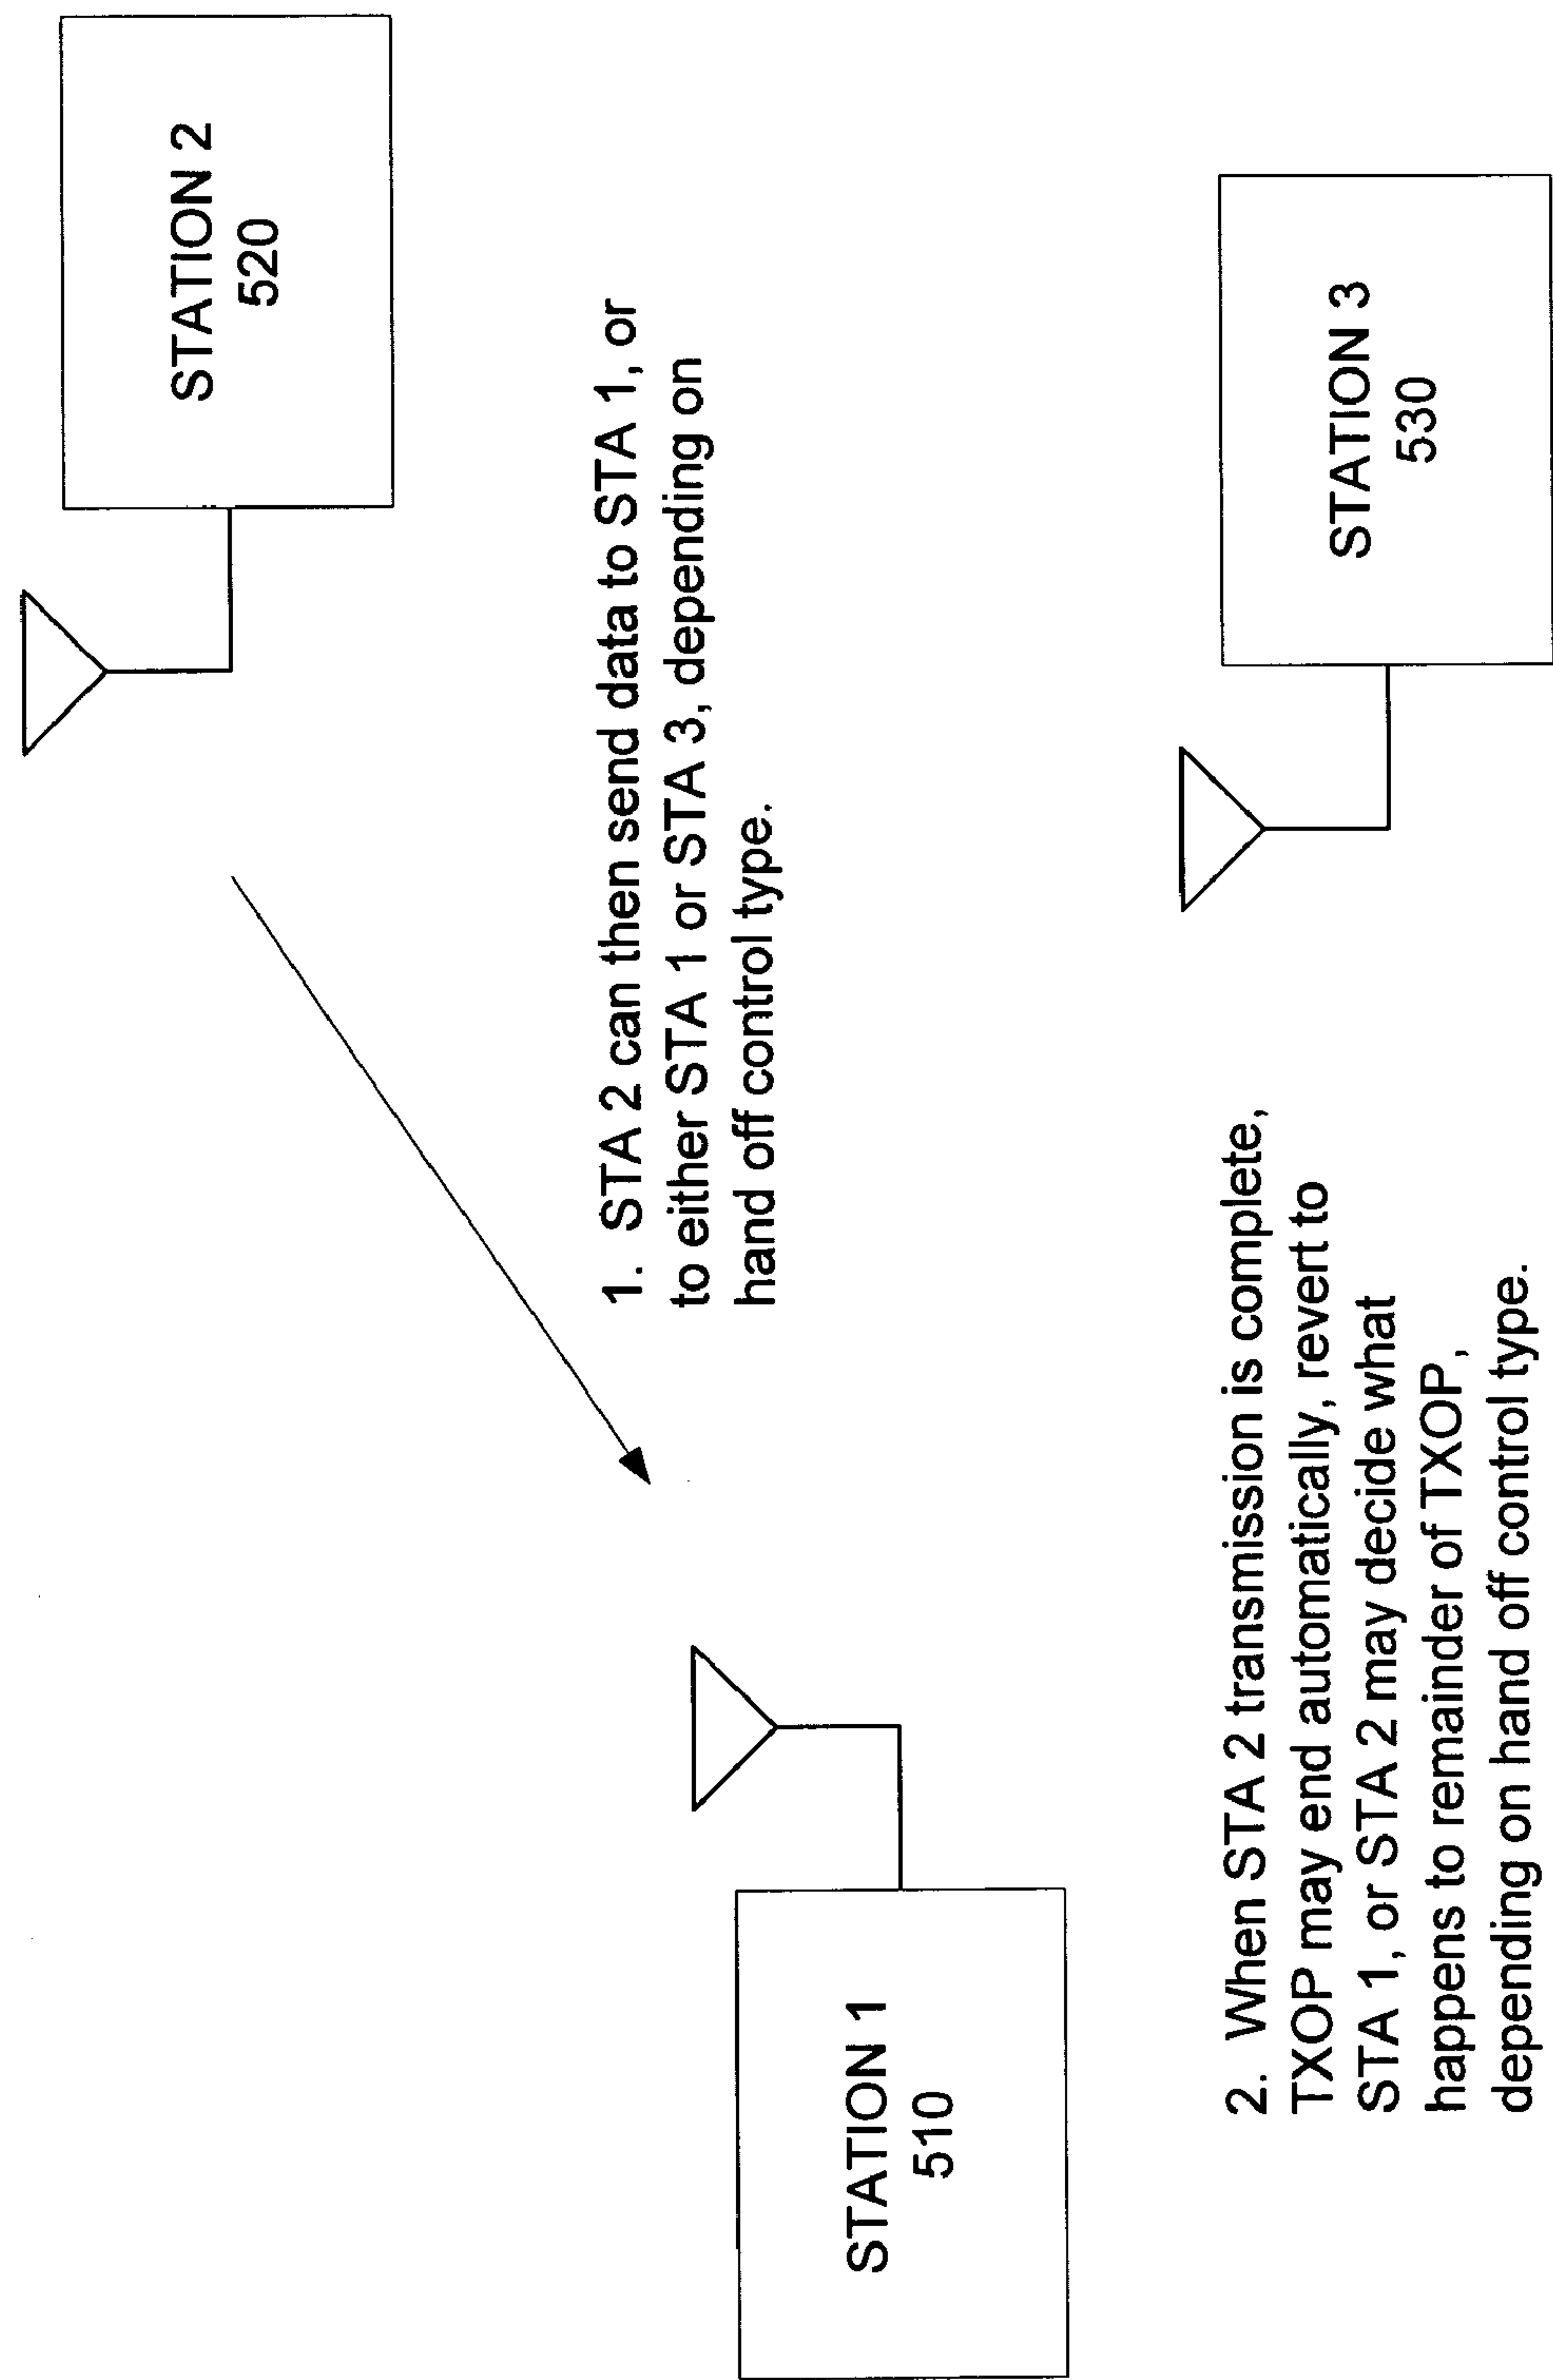 STATION 2
520
1. STA 2 can then send data to STA 1, or
to either STA 1 or STA 3, depending on
hand off control type.
STATION 1
510
STATION 3
530
2. When STA 2 transmission is complete,
TXOP may end automatically, revert to
STA 1, or STA 2 may decide what
happens to remainder of TXOP,
depending on hand off control type.